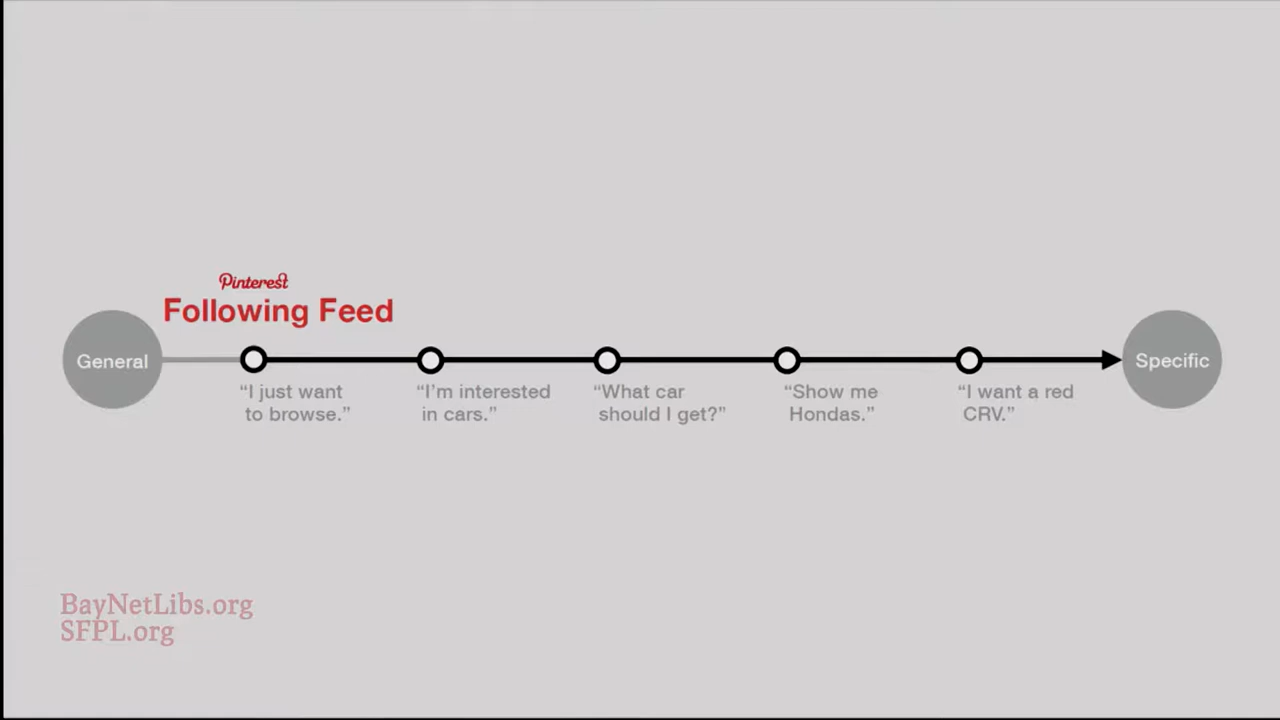 Pinterest
Following Feed
General
“I just want
to browse.”
“I’m interested
in cars.”
“What car
should I get?”
“Show me
Hondas.”
“I want a red
CRV.”
Specific
BayNetLibs.org
SFPL.org